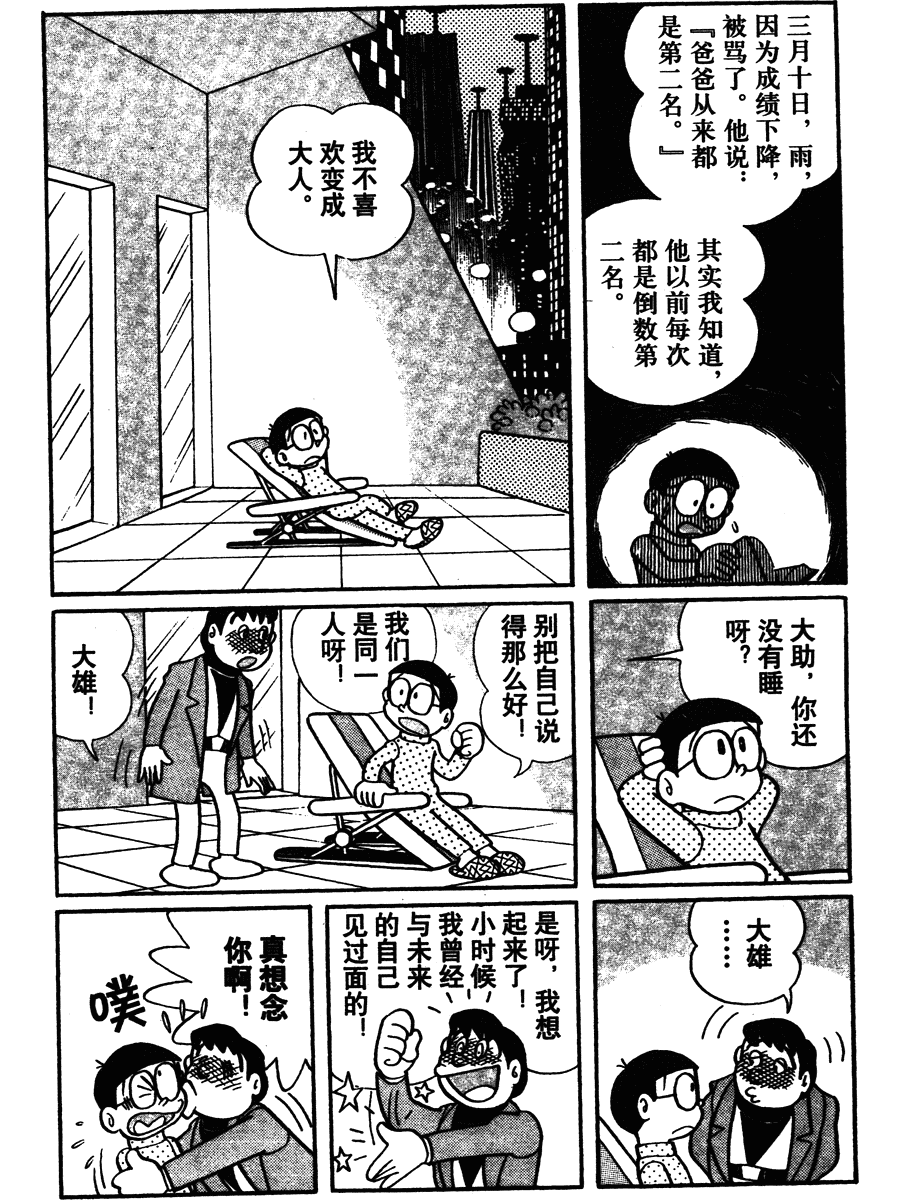 三月十日，雨，
因为成绩下降，
被骂了。他说…
『爸爸从来都
是第二名。』
其实我知道，
他以前每次
都是倒数第
二名。
我不喜
欢变成
大人。
大助，你还
没有睡
呀？
别把自己说
得那么好！
我们
是同一
人呀！
大雄！
大雄
……
是呀，我想
起来了！
小时候
我曾经
与未来
的自己
见过面的！
真想念
你啊！
噗